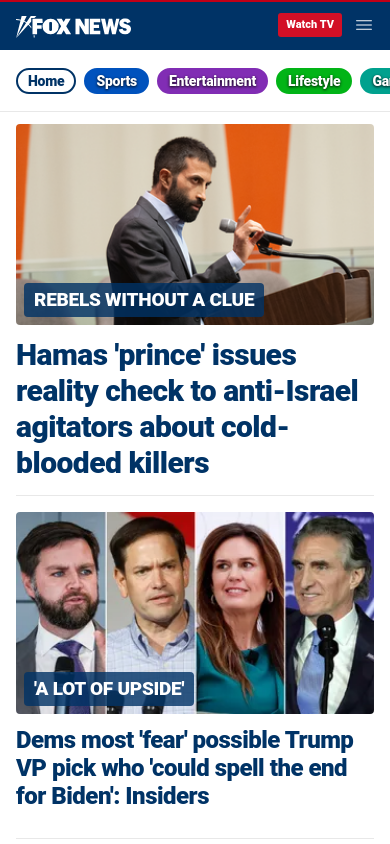 FOX NEWS
Watch TV
Home
Sports
Entertainment
Lifestyle
Ga
REBELS WITHOUT A CLUE
Hamas 'prince' issues
reality check to anti-Israel
agitators about cold-
blooded killers
'A LOT OF UPSIDE'
Dems most 'fear' possible Trump
VP pick who 'could spell the end
for Biden': Insiders